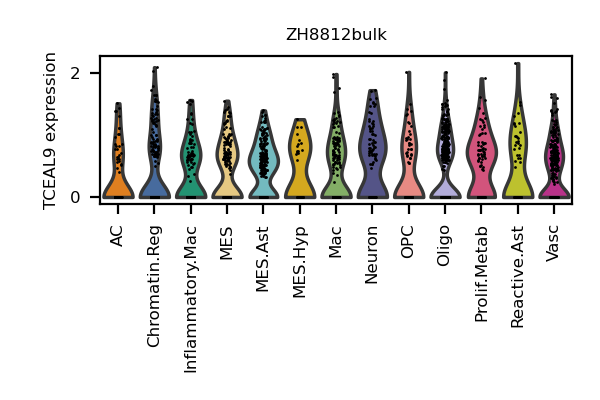 ZH8812bulk
TCEAL9 expression
2
0
AC
Chromatin.Reg
Inflammatory.Mac
MES
MES.Ast
MES.Hyp
Mac
Neuron
OPC
Oligo
Prolif.Metab
Reactive.Ast
Vasc